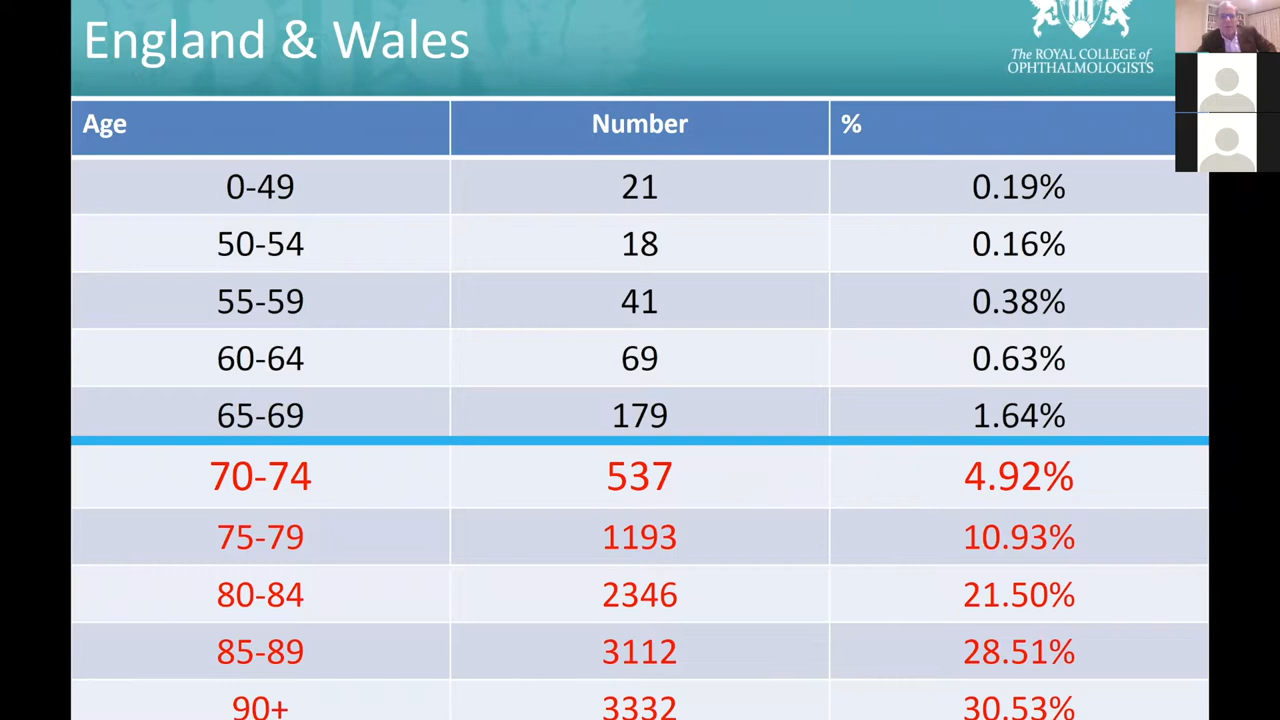 England & Wales
The ROYAL COLLEGE of
OPHTHALMOLOGISTS
Age Number %
0-49 21 0.19%
50-54 18 0.16%
55-59 41 0.38%
60-64 69 0.63%
65-69 179 1.64%
70-74 537 4.92%
75-79 1193 10.93%
80-84 2346 21.50%
85-89 3112 28.51%
90+ 3332 30.53%